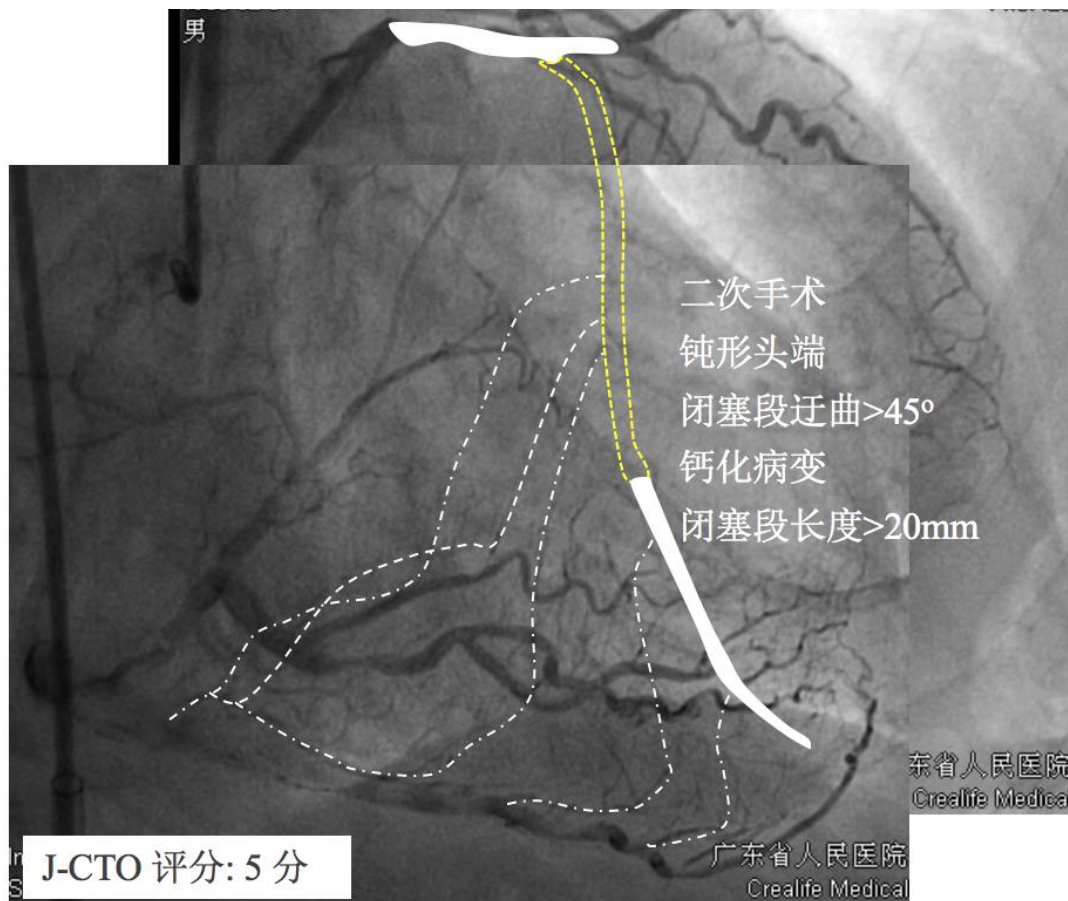 男
二次手术
钝形头端
闭塞段迂曲>45º
钙化病变
闭塞段长度>20mm
东省人民医院
Crealife Medica
J-CTO 评分: 5 分
广东省人民医院
Crealife Medical